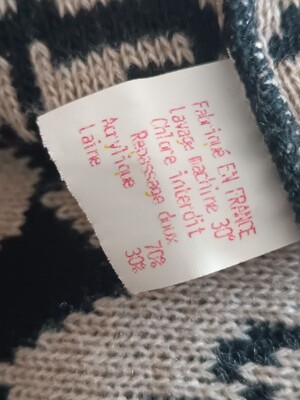 Fabriqué EN FRANCE
Lavage machine 30°
Chlore interdit
Repassage doux
Acrylique 70%
Laine 30%